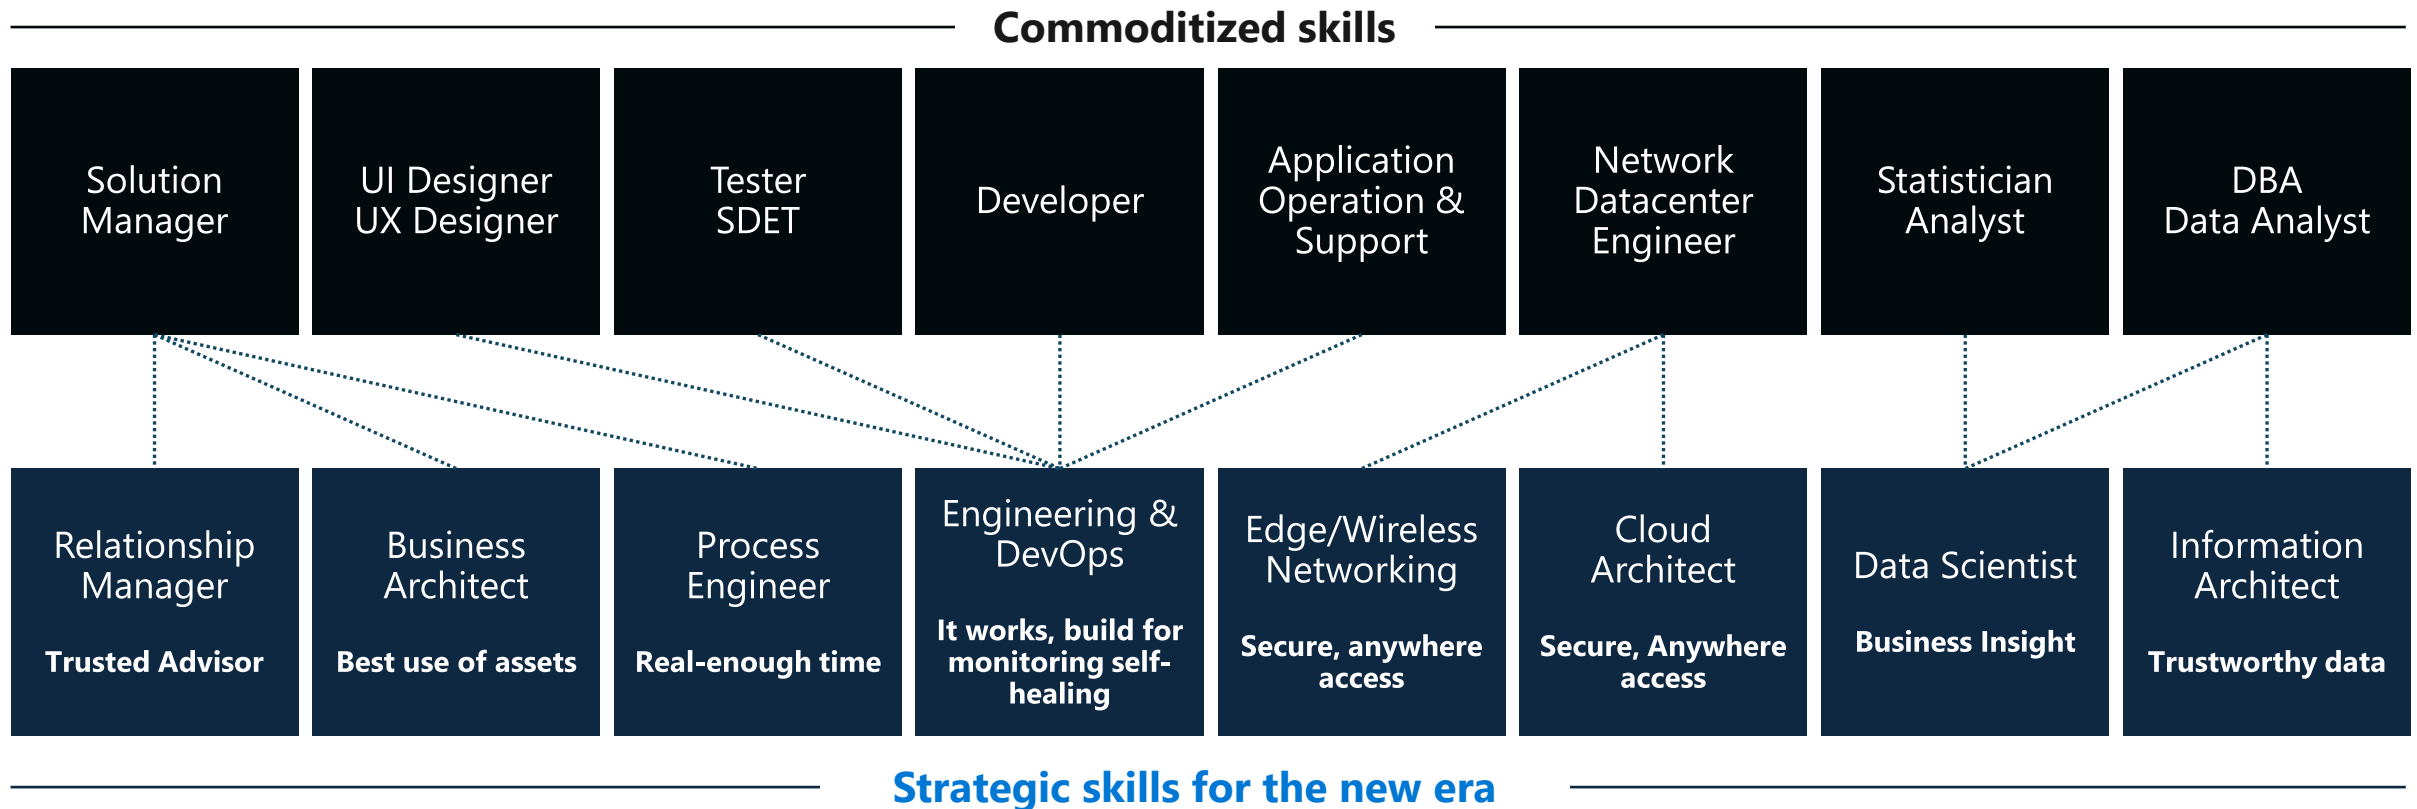 Commoditized skills
Solution
Manager
UI Designer
UX Designer
Tester
SDET
Developer
Application
Operation &
Support
Network
Datacenter
Engineer
Statistician
Analyst
DBA
Data Analyst
Relationship
Manager
Trusted Advisor
Business
Architect
Best use of assets
Process
Engineer
Real-enough time
Engineering &
DevOps
It works, build for
monitoring self-
healing
Edge/Wireless
Networking
Secure, anywhere
access
Cloud
Architect
Secure, Anywhere
access
Data Scientist
Business Insight
Information
Architect
Trustworthy data
Strategic skills for the new era